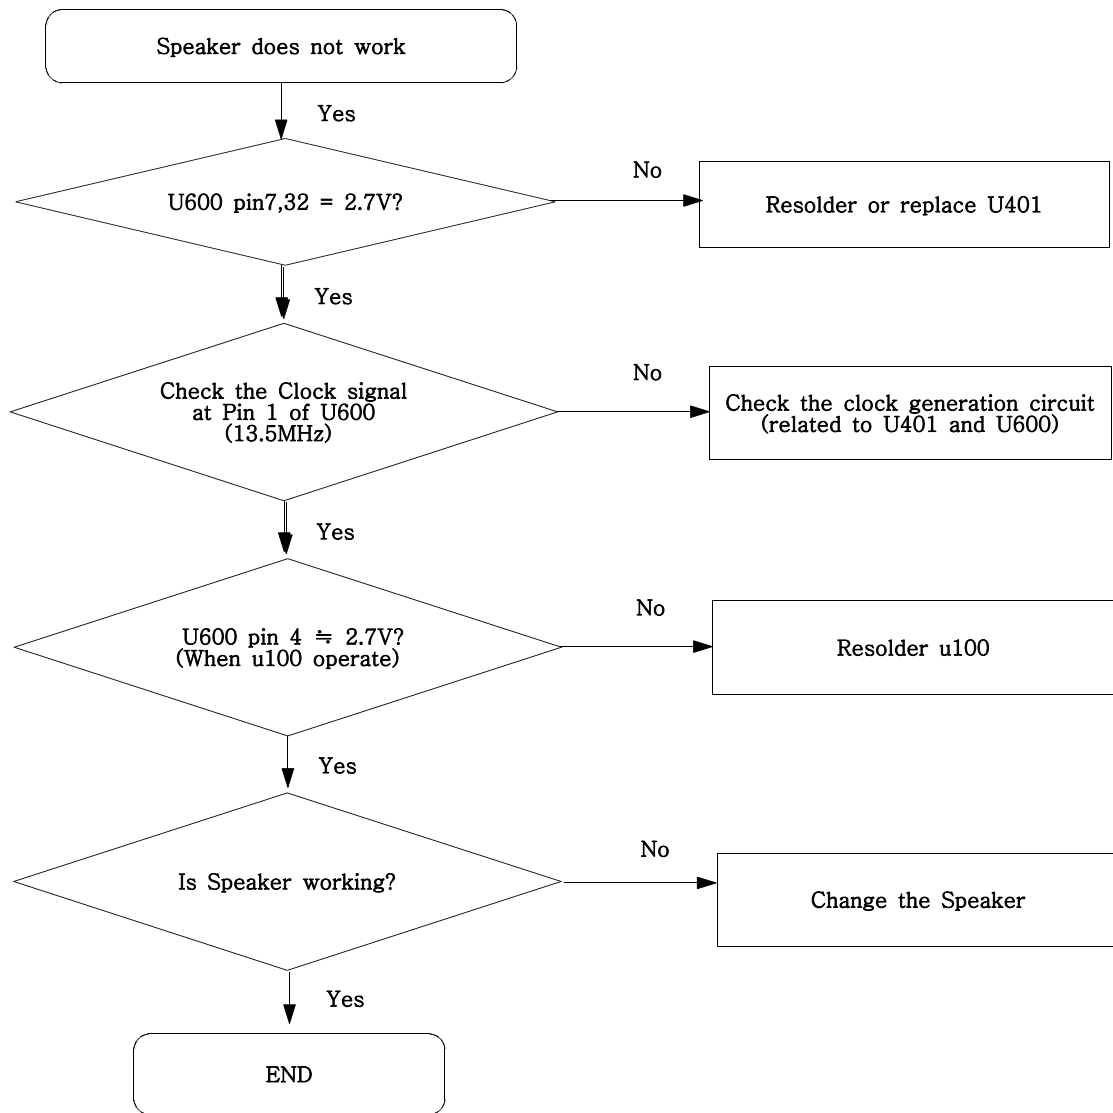 Speaker does not work
Yes
U600 pin7,32 = 2.7V?
No
Resolder or replace U401
Yes
Check the Clock signal
at Pin 1 of U600
(13.5MHz)
No
Check the clock generation circuit
(related to U401 and U600)
Yes
U600 pin 4 ≒ 2.7V?
(When u100 operate)
No
Resolder u100
Yes
Is Speaker working?
No
Change the Speaker
Yes
END